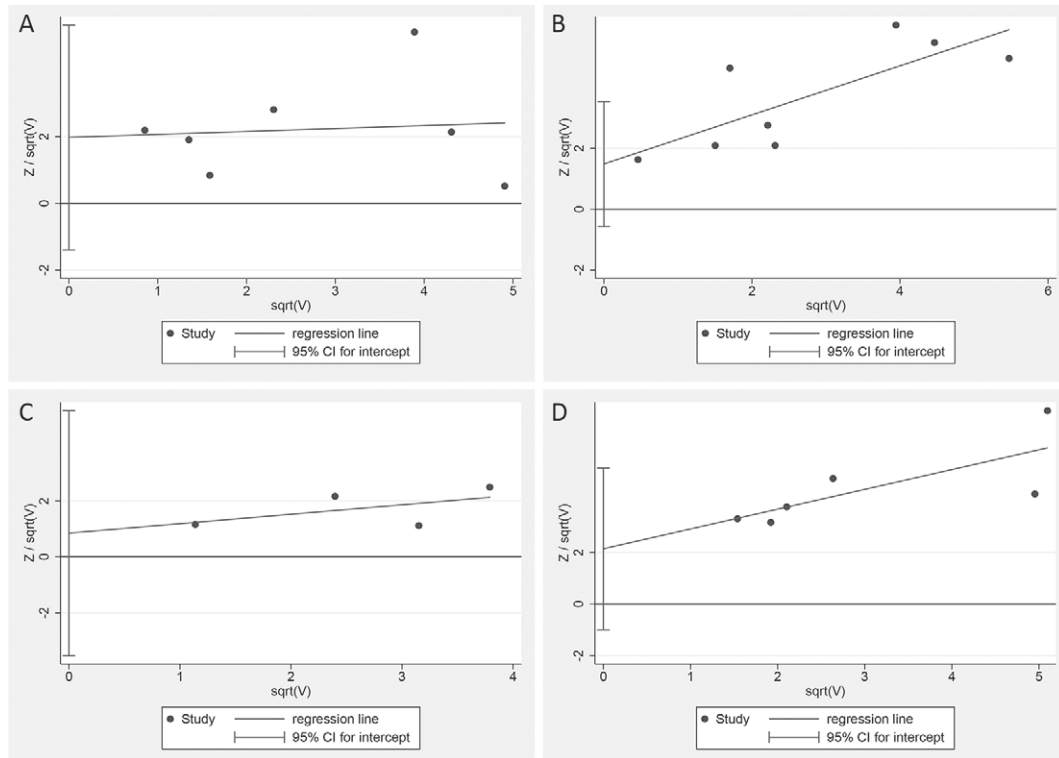 A
Z / sqrt(V)
2
0
-2
0 1 2 3 4 5
sqrt(V)
Study regression line
95% CI for intercept
B
Z / sqrt(V)
2
0
-2
0 2 4 6
sqrt(V)
Study regression line
95% CI for intercept
C
Z / sqrt(V)
2
0
-2
0 1 2 3 4
sqrt(V)
Study regression line
95% CI for intercept
D
Z / sqrt(V)
2
0
-2
0 1 2 3 4 5
sqrt(V)
Study regression line
95% CI for intercept